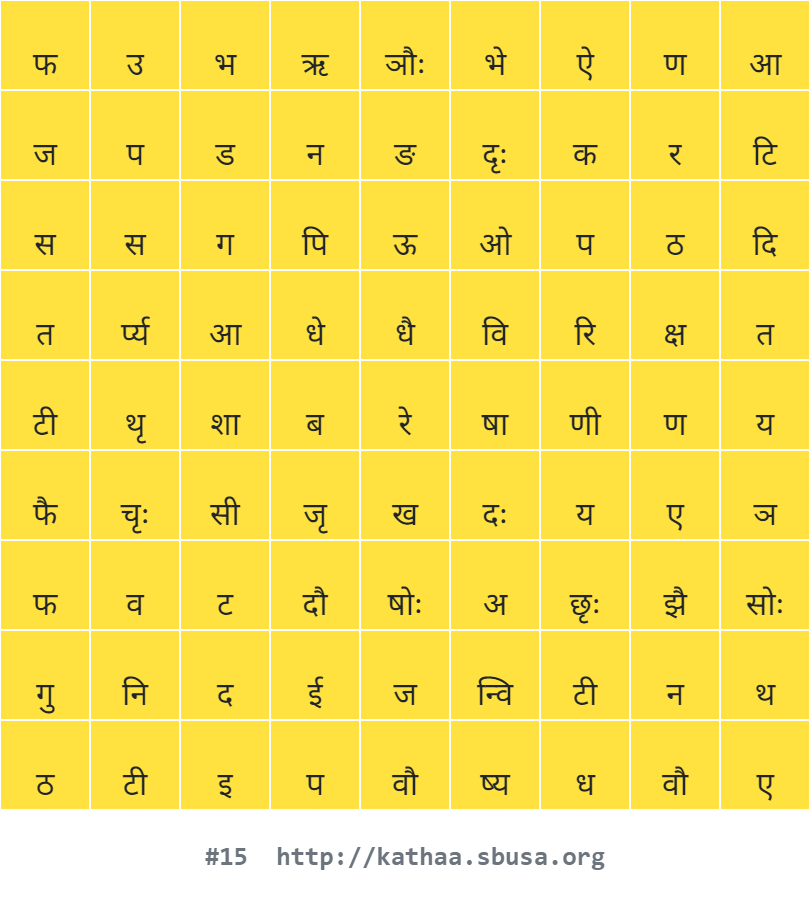 फ उ भ ऋ ञौः भे ऐ ण आ
ज प ड न ङ दृः क र टि
स स ग पि ऊ ओ प ठ दि
त र्प्य आ धे धै वि रि क्ष त
टी थृ शा ब रे षा णी ण य
फै चृः सी जृ ख दः य ए ञ
फ व ट दौ षोः अ छृः झै सोः
गु नि द ई ज न्वि टी न थ
ठ टी इ प वौ ष्य ध वौ ए
#15 http://kathaa.sbusa.org